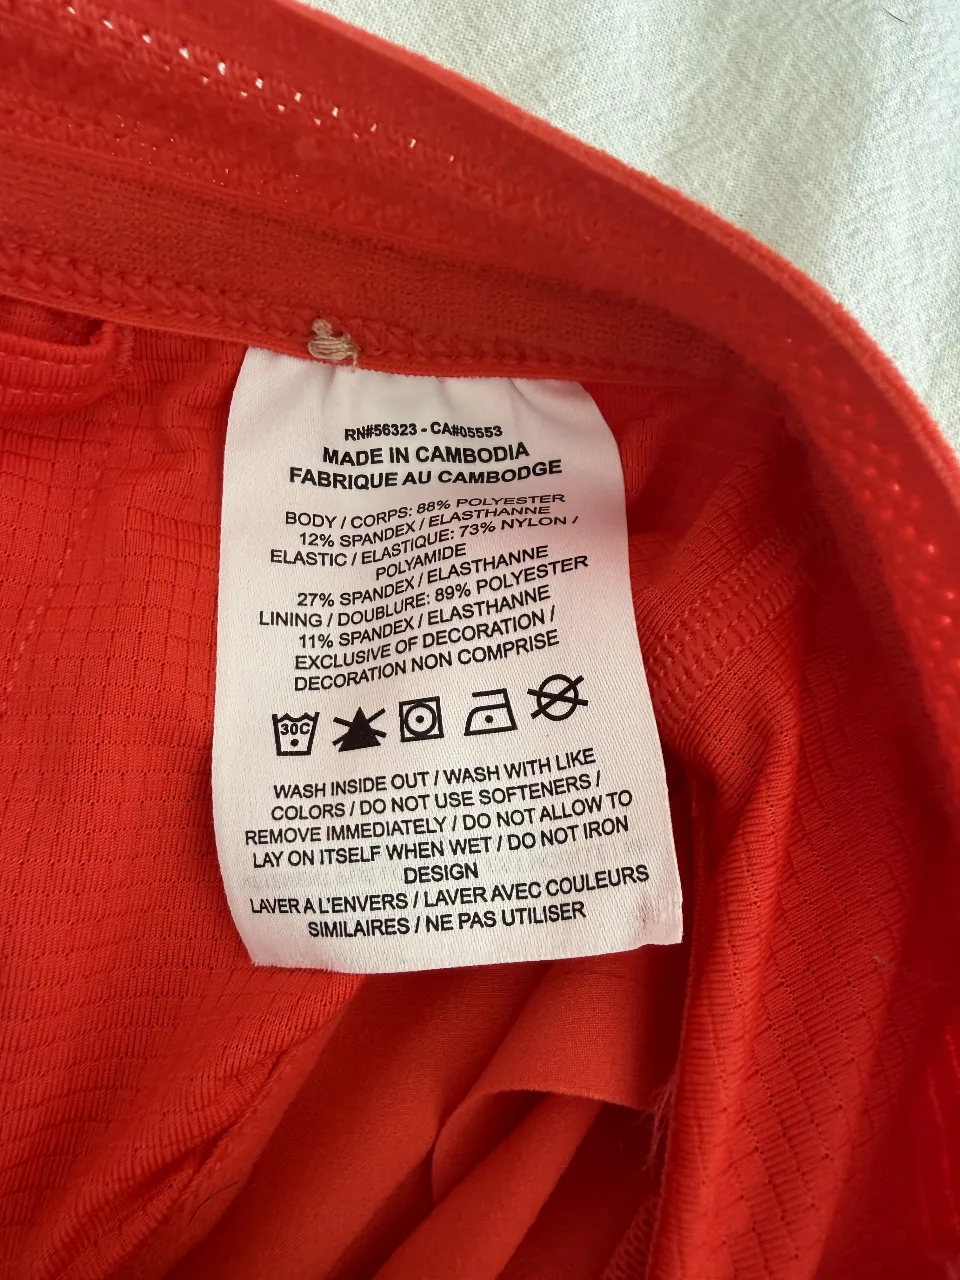 RN#56323 - CA#05553
MADE IN CAMBODIA
FABRIQUE AU CAMBODGE
BODY / CORPS: 88% POLYESTER
12% SPANDEX / ELASTHANNE
ELASTIC / ELASTIQUE: 73% NYLON /
POLYAMIDE
27% SPANDEX / ELASTHANNE
LINING / DOUBLURE: 89% POLYESTER
11% SPANDEX / ELASTHANNE
EXCLUSIVE OF DECORATION /
DECORATION NON COMPRISE
30C
WASH INSIDE OUT / WASH WITH LIKE
COLORS / DO NOT USE SOFTENERS /
REMOVE IMMEDIATELY / DO NOT ALLOW TO
LAY ON ITSELF WHEN WET / DO NOT IRON
DESIGN
LAVER A L'ENVERS / LAVER AVEC COULEURS
SIMILAIRES / NE PAS UTILISER